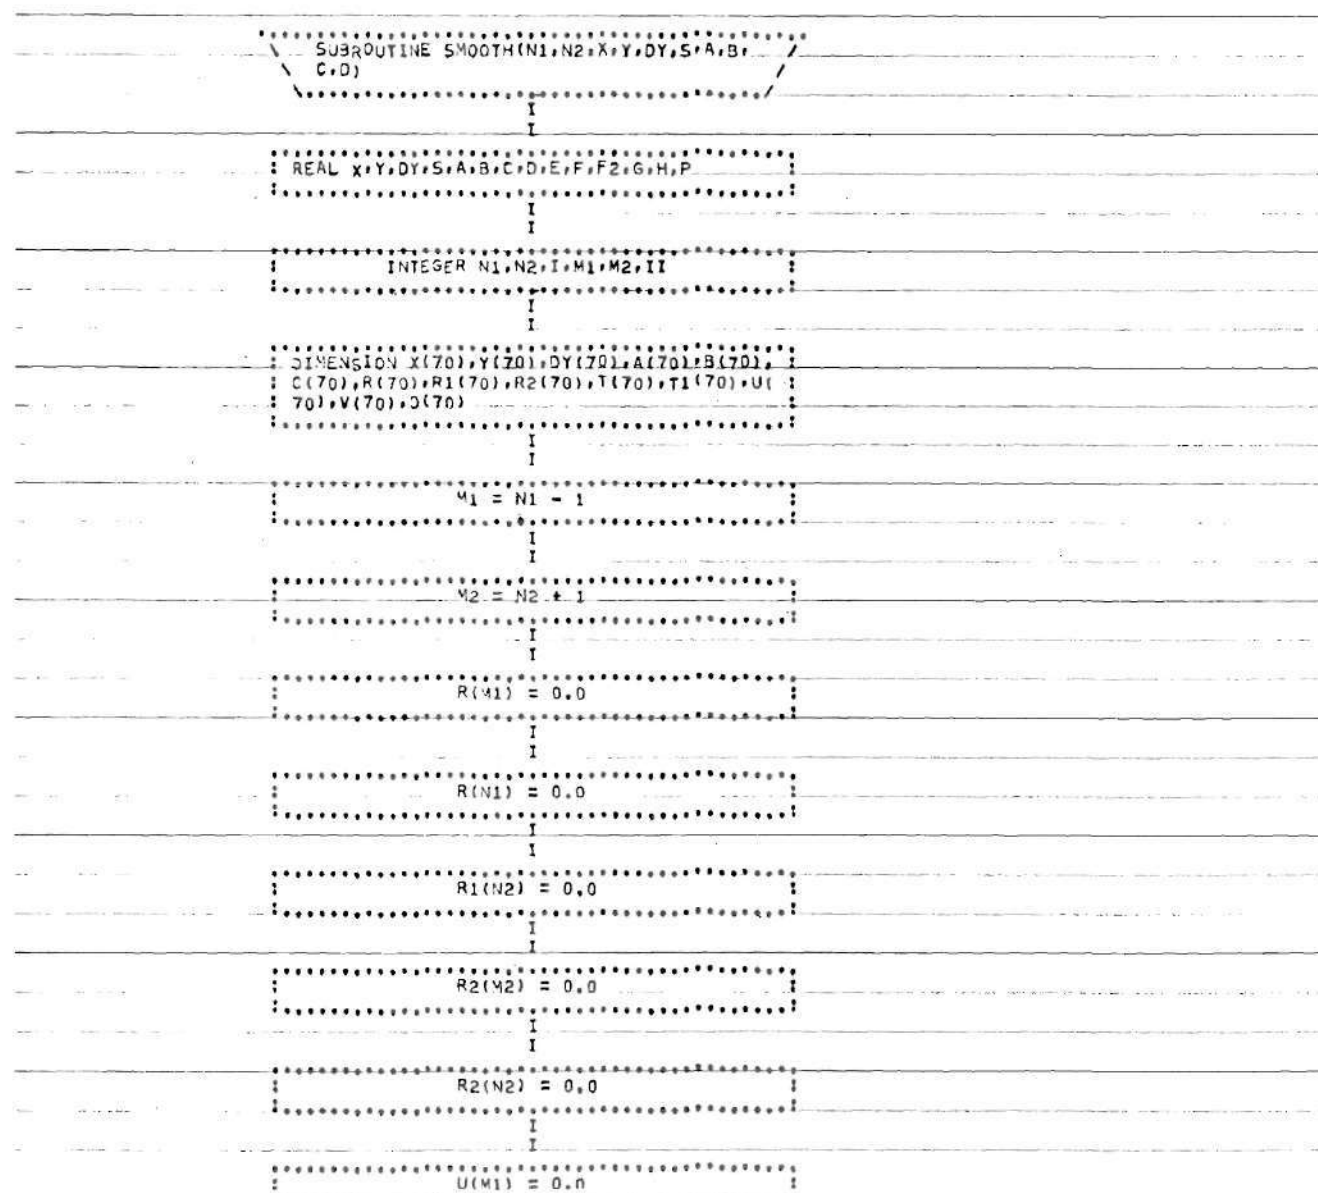 SUBROUTINE SMOOTH(N1,N2,X,Y,DY,S,A,B,
C,D)
I
I
REAL X,Y,DY,S,A,B,C,D,E,F,F2,G,H,P
I
I
INTEGER N1,N2,I,M1,M2,II
I
I
DIMENSION X(70),Y(70),DY(70),A(70),B(70),
C(70),R(70),R1(70),R2(70),T(70),T1(70),U(
70),V(70),D(70)
I
I
M1 = N1 - 1
I
I
M2 = N2 + 1
I
I
R(M1) = 0.0
I
I
R(N1) = 0.0
I
I
R1(N2) = 0.0
I
I
R2(M2) = 0.0
I
I
R2(N2) = 0.0
I
I
U(M1) = 0.0